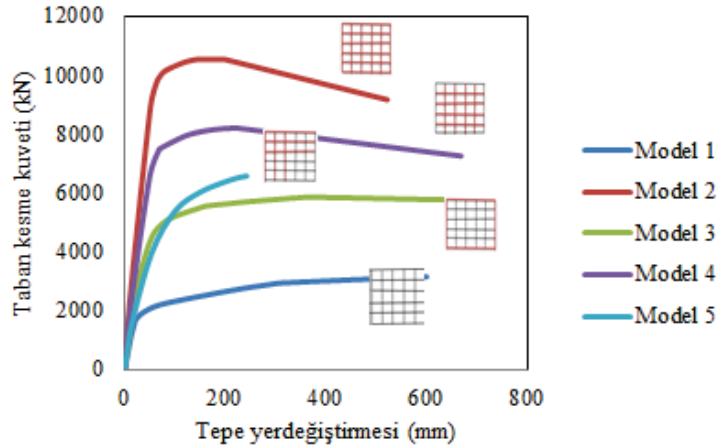 12000
10000
8000
6000
4000
2000
0
Taban kesme kuveti (kN)
0 200 400 600 800
Tepe yerdeğiştirmesi (mm)
Model 1
Model 2
Model 3
Model 4
Model 5